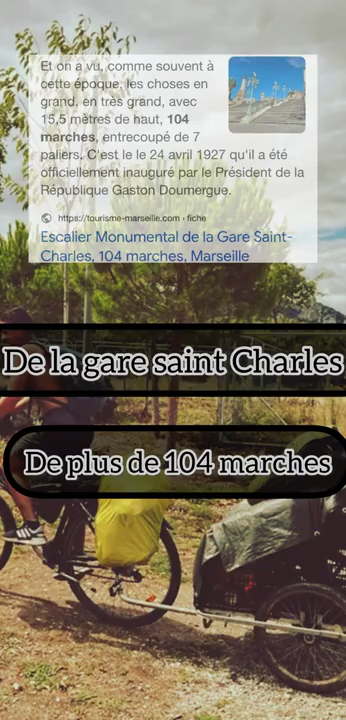 Et on a vu, comme souvent à
cette époque, les choses en
grand, en très grand, avec
15,5 mètres de haut, 104
marches, entrecoupé de 7
paliers. C'est le le 24 avril 1927 qu'il a été
officiellement inauguré par le Président de la
République Gaston Doumergue.
https://tourisme-marseille.com › fiche
Escalier Monumental de la Gare Saint-
Charles, 104 marches, Marseille
De la gare saint Charles
De plus de 104 marches